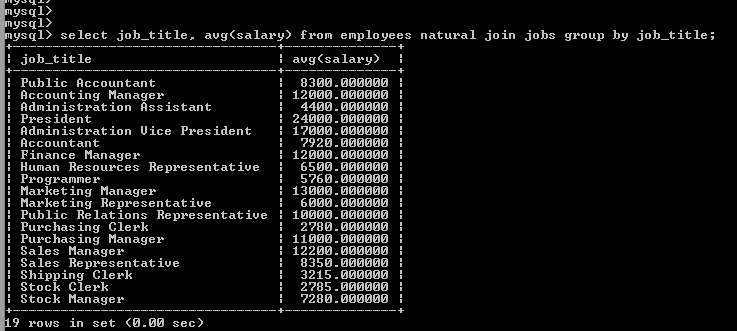 mysql>
mysql>
mysql>
mysql> select job_title, avg(salary) from employees natural join jobs group by job_title;
+---------------------------------+-------------+
¦ job_title ¦ avg(salary) ¦
+---------------------------------+-------------+
¦ Public Accountant ¦ 8300.000000 ¦
¦ Accounting Manager ¦ 12000.000000 ¦
¦ Administration Assistant ¦ 4400.000000 ¦
¦ President ¦ 24000.000000 ¦
¦ Administration Vice President ¦ 17000.000000 ¦
¦ Accountant ¦ 7920.000000 ¦
¦ Finance Manager ¦ 12000.000000 ¦
¦ Human Resources Representative ¦ 6500.000000 ¦
¦ Programmer ¦ 5760.000000 ¦
¦ Marketing Manager ¦ 13000.000000 ¦
¦ Marketing Representative ¦ 6000.000000 ¦
¦ Public Relations Representative ¦ 10000.000000 ¦
¦ Purchasing Clerk ¦ 2780.000000 ¦
¦ Purchasing Manager ¦ 11000.000000 ¦
¦ Sales Manager ¦ 12200.000000 ¦
¦ Sales Representative ¦ 8350.000000 ¦
¦ Shipping Clerk ¦ 3215.000000 ¦
¦ Stock Clerk ¦ 2785.000000 ¦
¦ Stock Manager ¦ 7280.000000 ¦
+---------------------------------+-------------+
19 rows in set (0.00 sec)